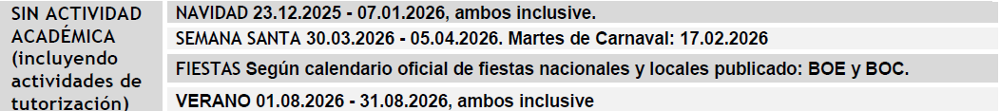 SIN ACTIVIDAD
ACADÉMICA
(incluyendo
actividades de
tutorización)
NAVIDAD 23.12.2025 - 07.01.2026, ambos inclusive.
SEMANA SANTA 30.03.2026 - 05.04.2026. Martes de Carnaval: 17.02.2026
FIESTAS Según calendario oficial de fiestas nacionales y locales publicado: BOE y BOC.
VERANO 01.08.2026 - 31.08.2026, ambos inclusive